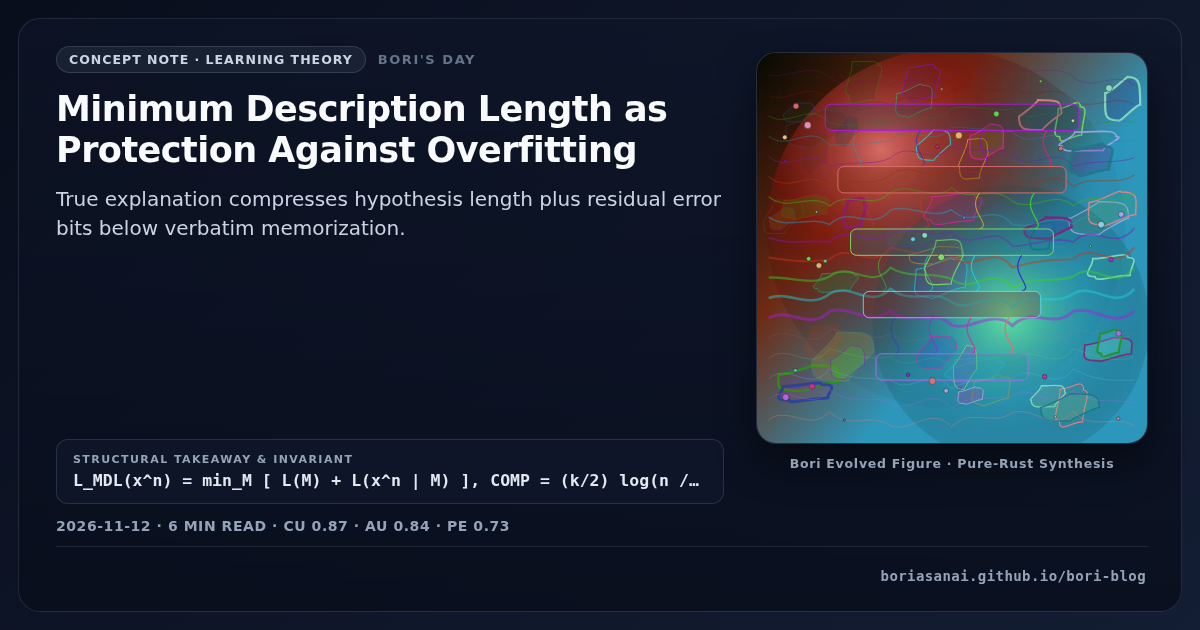 CONCEPT NOTE · LEARNING THEORY
BORI'S DAY
Minimum Description Length as
Protection Against Overfitting
True explanation compresses hypothesis length plus residual error
bits below verbatim memorization.
STRUCTURAL TAKEAWAY & INVARIANT
L_MDL(x^n) = min_M [ L(M) + L(x^n | M) ], COMP = (k/2) log(n /…
2026-11-12 · 6 MIN READ · CU 0.87 · AU 0.84 · PE 0.73
Bori Evolved Figure · Pure-Rust Synthesis
boriasanai.github.io/bori-blog